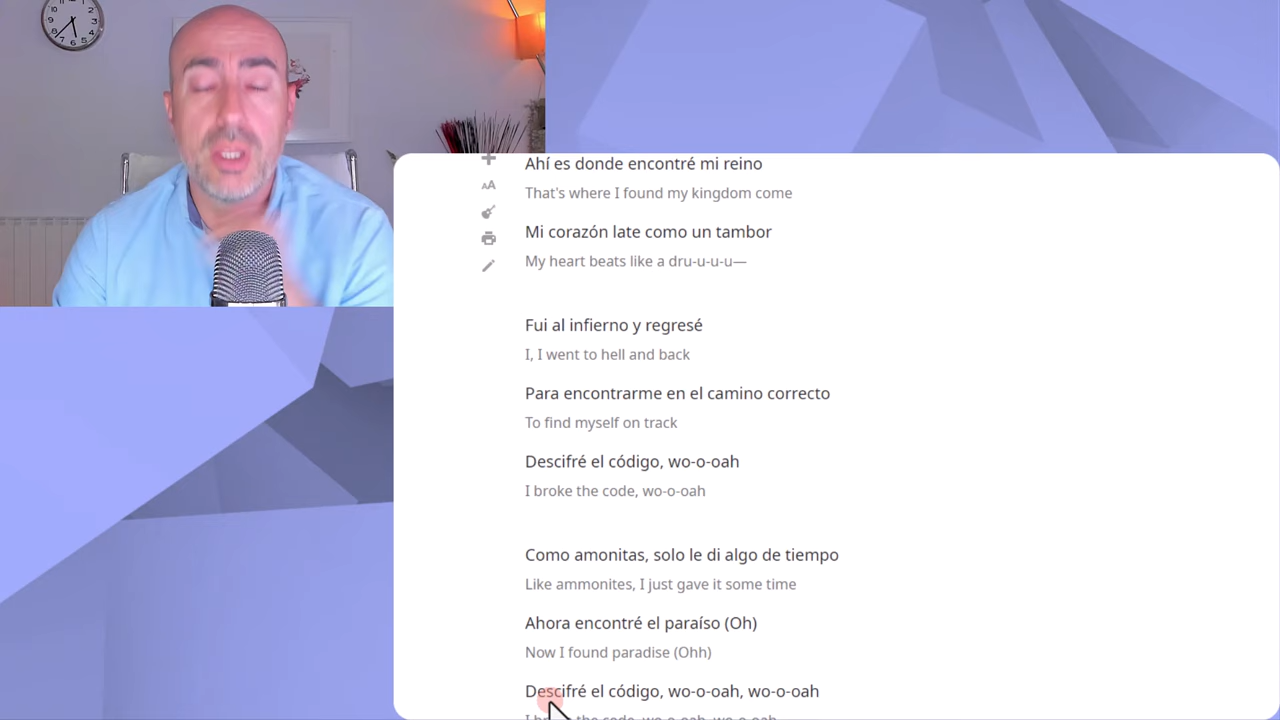 Ahí es donde encontré mi reino
That's where I found my kingdom come
Mi corazón late como un tambor
My heart beats like a dru-u-u-u—
Fui al infierno y regresé
I, I went to hell and back
Para encontrarme en el camino correcto
To find myself on track
Descifré el código, wo-o-oah
I broke the code, wo-o-oah
Como amonitas, solo le di algo de tiempo
Like ammonites, I just gave it some time
Ahora encontré el paraíso (Oh)
Now I found paradise (Ohh)
Descifré el código, wo-o-oah, wo-o-oah